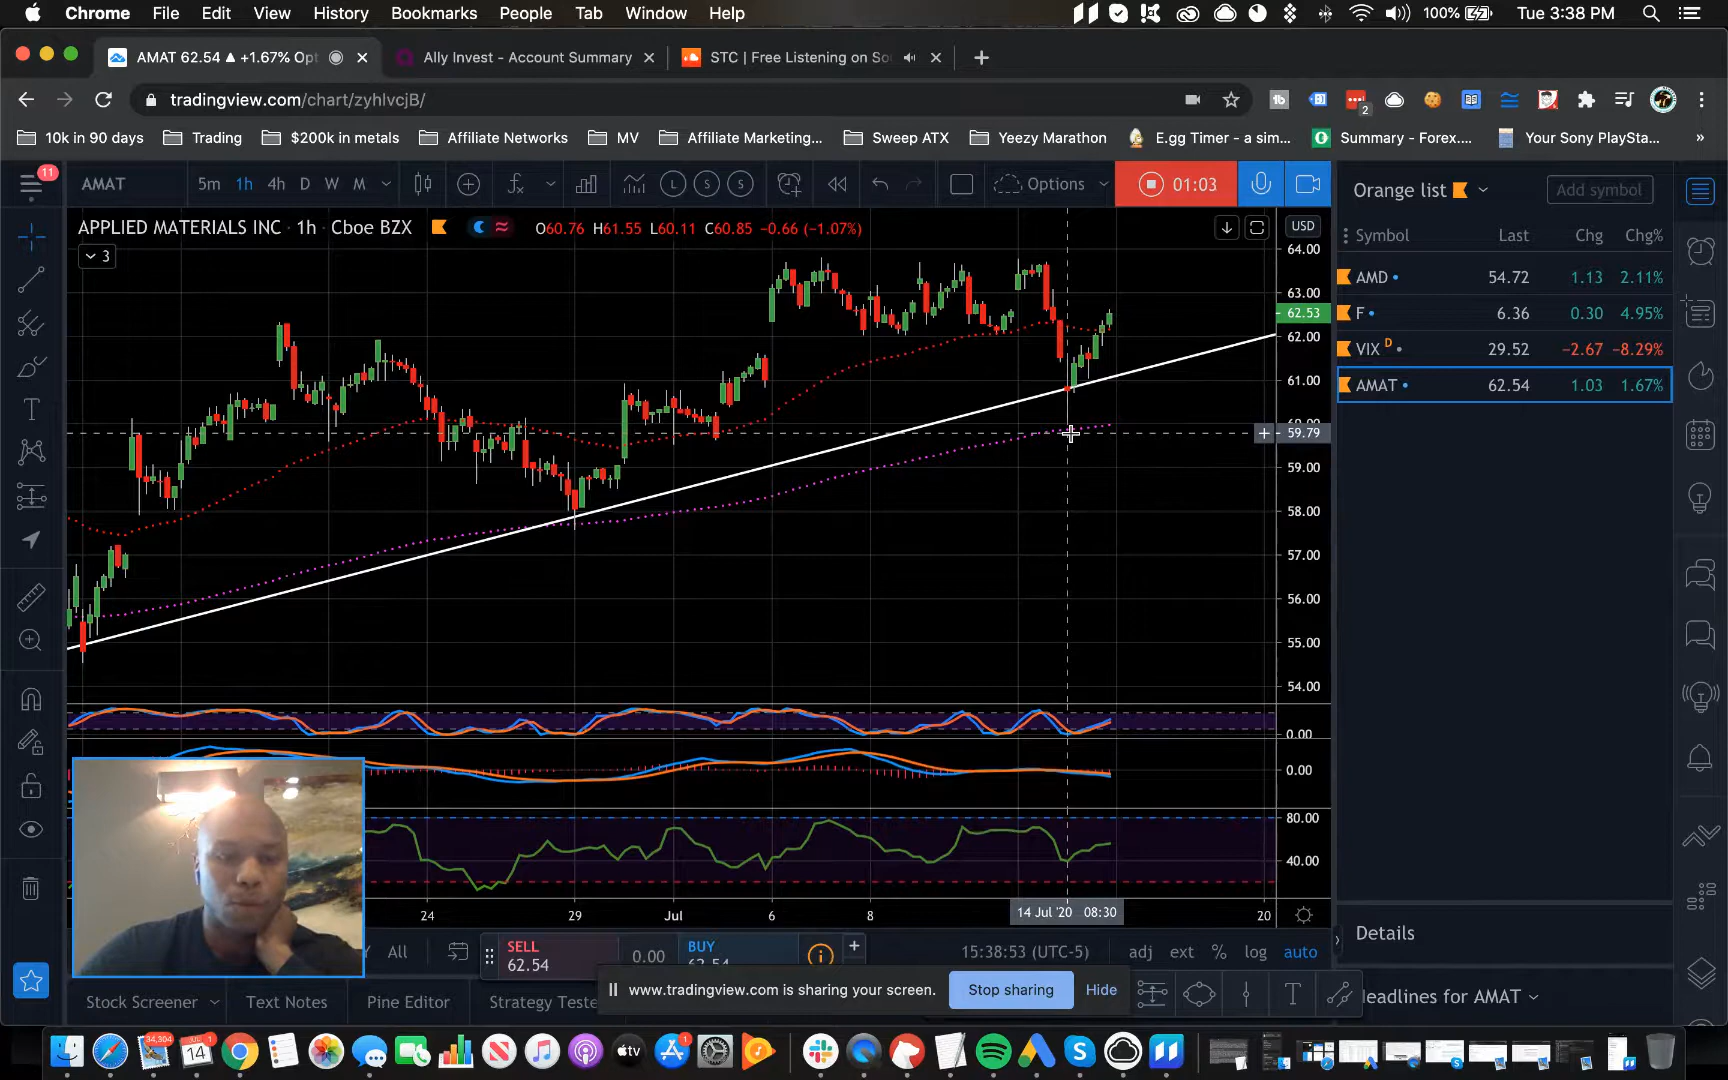 Chrome File Edit View History Bookmarks People Tab Window Help 100% Tue 3:38 PM
AMAT 62.54 ▲ +1.67% Opt Ally Invest - Account Summary STC | Free Listening on So
tradingview.com/chart/zyhlvcjB/ 2
10k in 90 days Trading $200k in metals Affiliate Networks MV Affiliate Marketing... Sweep ATX Yeezy Marathon E.gg Timer - a sim... Summary - Forex.... Your Sony PlaySta... »
11 AMAT 5m 1h 4h D W M L S S Options 01:03
Orange list Add symbol
APPLIED MATERIALS INC · 1h · Cboe BZX O60.76 H61.55 L60.11 C60.85 −0.66 (−1.07%) USD
3
Symbol Last Chg Chg%
AMD 54.72 1.13 2.11%
F 6.36 0.30 4.95%
VIX D 29.52 −2.67 −8.29%
AMAT 62.54 1.03 1.67%
64.00
63.00
62.53
62.00
61.00
59.79
59.00
58.00
57.00
56.00
55.00
54.00
0.00
0.00
80.00
40.00
24 29 Jul 6 8 14 Jul '20 08:30 20
Details
All SELL 62.54 0.00 BUY 62.54 15:38:53 (UTC-5) adj ext % log auto
www.tradingview.com is sharing your screen. Stop sharing Hide
Stock Screener Text Notes Pine Editor Strategy Teste
eadlines for AMAT
34,304 14 1 tv